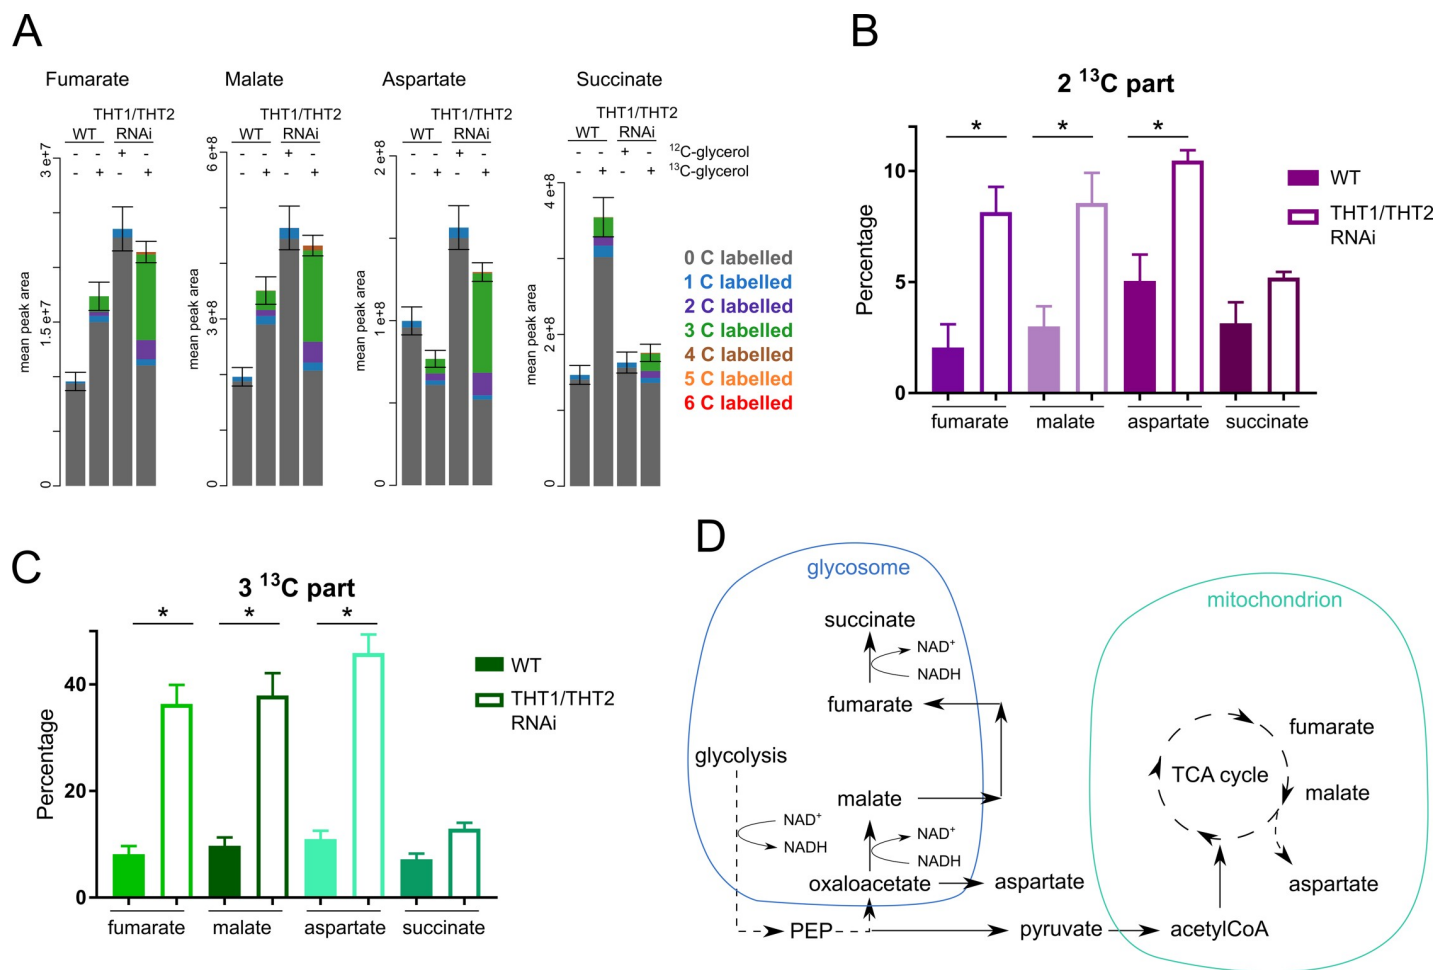 A
Fumarate
Malate
Aspartate
Succinate
THT1/THT2
WT RNAi
THT1/THT2
WT RNAi
THT1/THT2
WT RNAi
THT1/THT2
WT RNAi
- - + -
- + - +
- - + -
- + - +
- - + -
- + - +
- - + - ¹²C-glycerol
- + - + ¹³C-glycerol
mean peak area
0 1.5e+7 3 e+7
mean peak area
0 3e+8 6 e+8
mean peak area
0 1 e+8 2 e+8
mean peak area
0 2 e+8 4 e+8
0 C labelled
1 C labelled
2 C labelled
3 C labelled
4 C labelled
5 C labelled
6 C labelled
B
2 ¹³C part
* * *
Percentage
10
5
0
fumarate malate aspartate succinate
WT
THT1/THT2
RNAi
C
3 ¹³C part
* * *
Percentage
40
20
0
fumarate malate aspartate succinate
WT
THT1/THT2
RNAi
D
glycosome
mitochondrion
succinate
NAD⁺
NADH
fumarate
glycolysis
malate
NAD⁺
NADH
NAD⁺
NADH
oxaloacetate
aspartate
PEP
pyruvate
acetylCoA
TCA cycle
fumarate
malate
aspartate